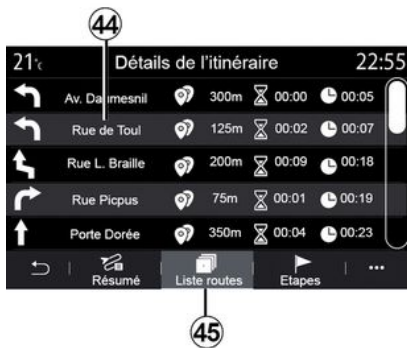 44
21°c Détails de l'itinéraire 22:55
Av. Daumesnil 300m 00:00 00:05
Rue de Toul 125m 00:02 00:07
Rue L. Braille 200m 00:09 00:18
Rue Picpus 75m 00:01 00:19
Porte Dorée 350m 00:04 00:23
Résumé Liste routes Etapes ...
45